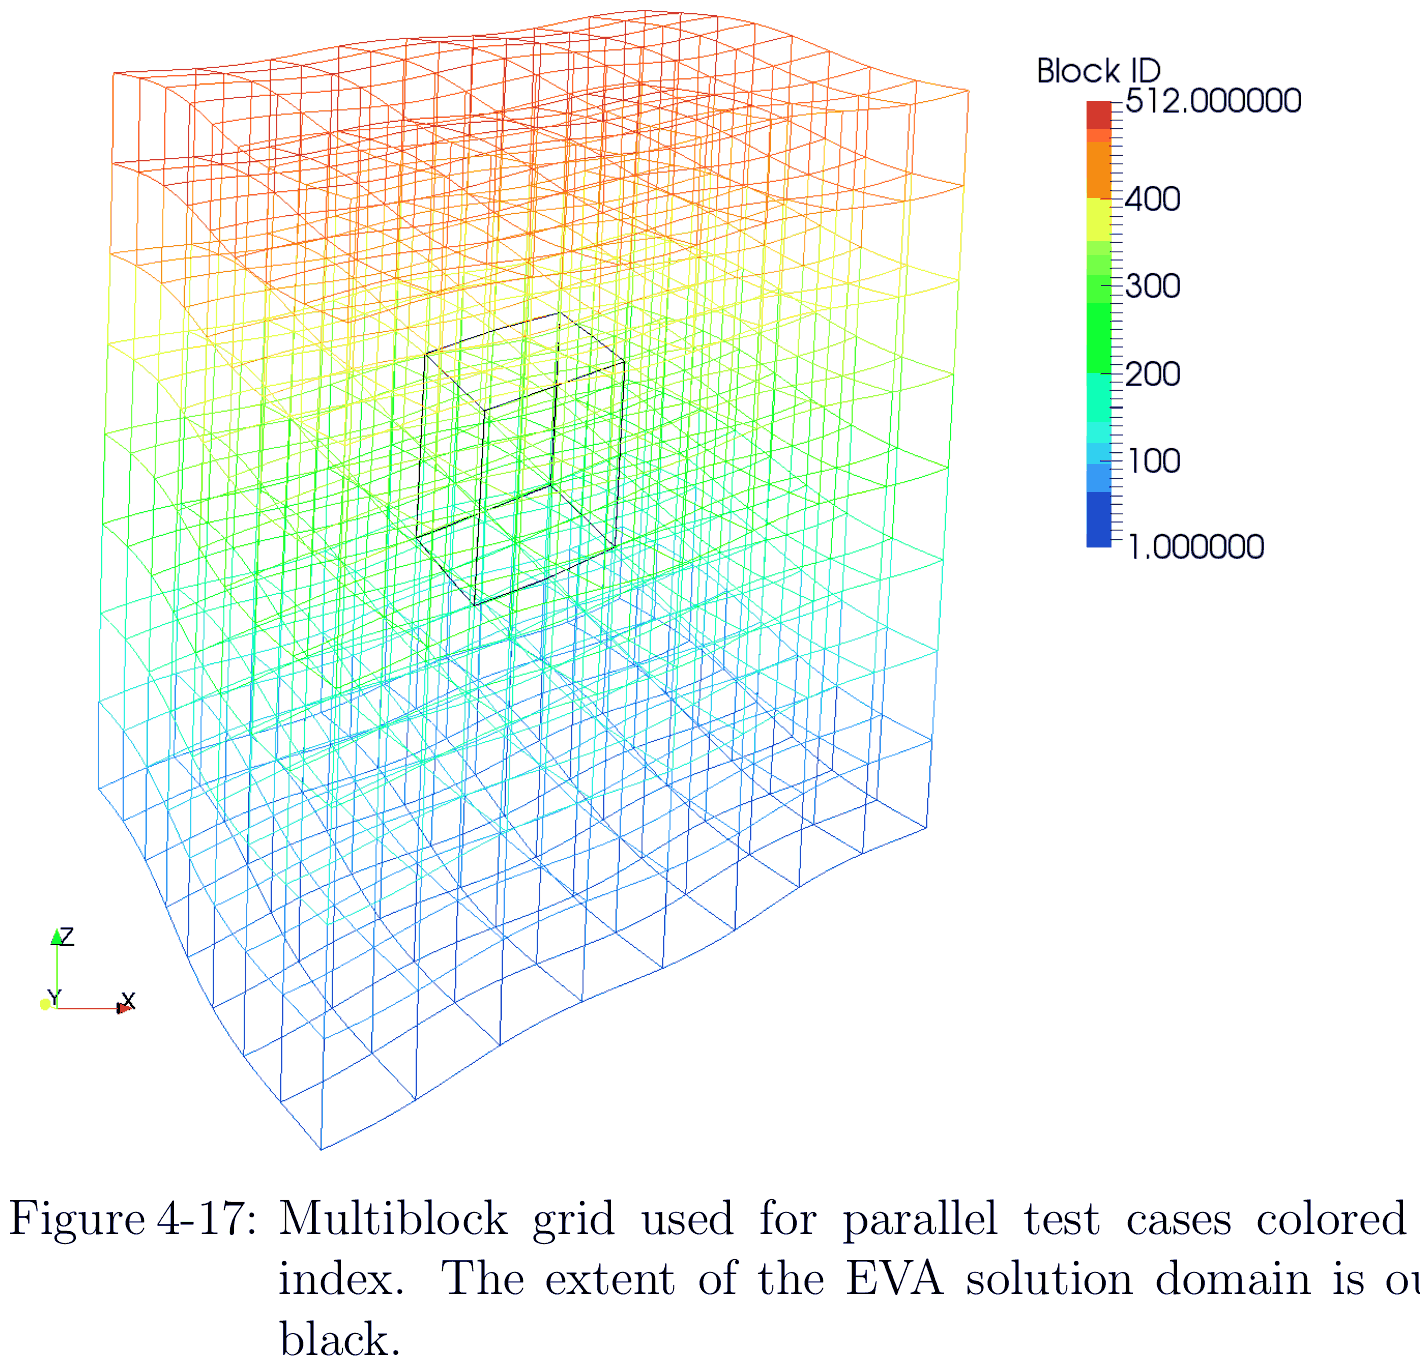 Block ID
512.000000
400
300
200
100
1.000000
Z
Y
X
Figure 4-17: Multiblock grid used for parallel test cases colored
index. The extent of the EVA solution domain is
black.